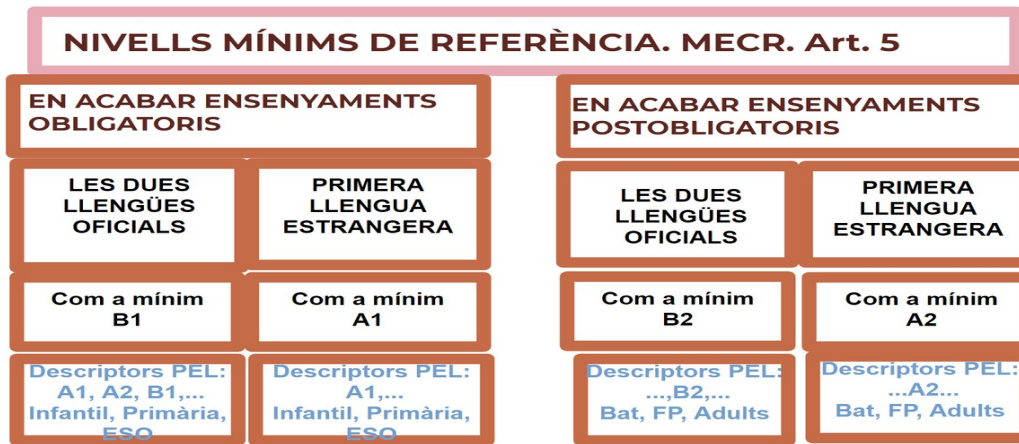 NIVELLS MÍNIMS DE REFERÈNCIA. MECR. Art. 5
EN ACABAR ENSENYAMENTS
OBLIGATORIS
LES DUES
LLENGÜES
OFICIALS
PRIMERA
LLENGUA
ESTRANGERA
Com a mínim
B1
Com a mínim
A1
Descriptors PEL:
A1, A2, B1,...
Infantil, Primària,
ESO
Descriptors PEL:
A1,...
Infantil, Primària,
ESO
EN ACABAR ENSENYAMENTS
POSTOBLIGATORIS
LES DUES
LLENGÜES
OFICIALS
PRIMERA
LLENGUA
ESTRANGERA
Com a mínim
B2
Com a mínim
A2
Descriptors PEL:
...,B2,...
Bat, FP, Adults
Descriptors PEL:
...A2...
Bat, FP, Adults